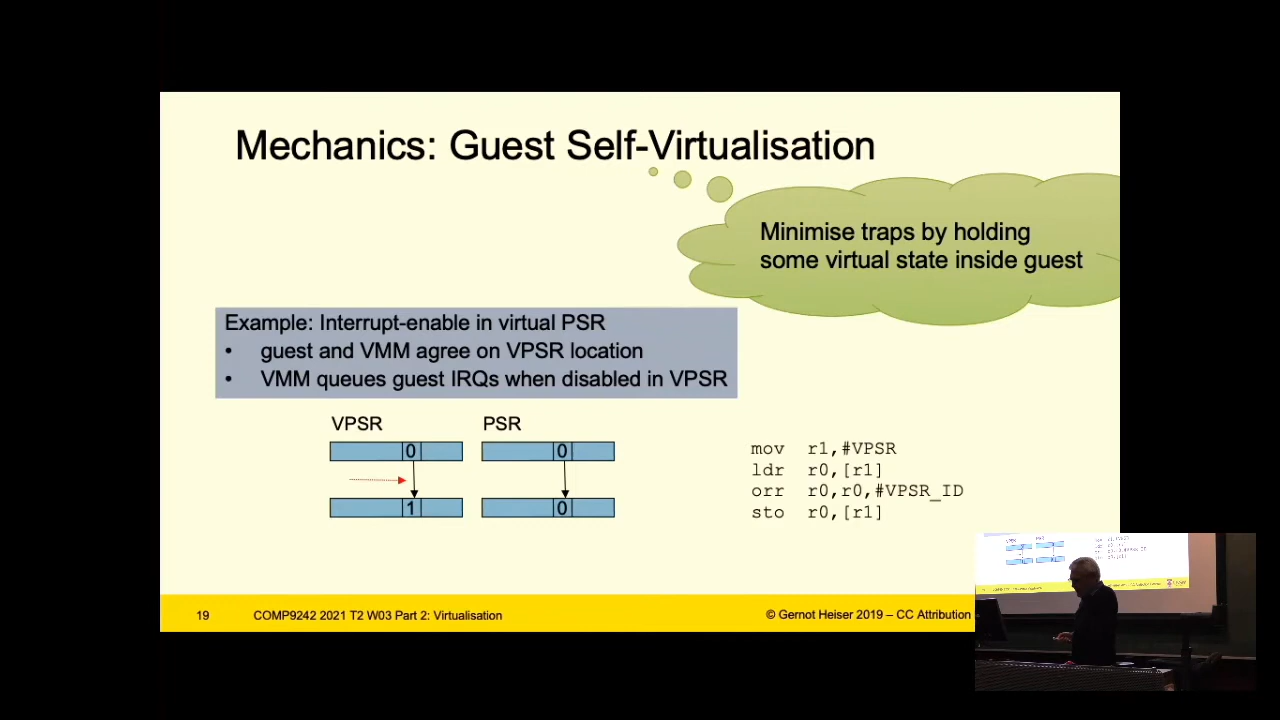 Mechanics: Guest Self-Virtualisation
Minimise traps by holding
some virtual state inside guest
Example: Interrupt-enable in virtual PSR
• guest and VMM agree on VPSR location
• VMM queues guest IRQs when disabled in VPSR
VPSR PSR
0 0
1 0
mov r1,#VPSR
ldr r0,[r1]
orr r0,r0,#VPSR_ID
sto r0,[r1]
19 COMP9242 2021 T2 W03 Part 2: Virtualisation © Gernot Heiser 2019 – CC Attribution